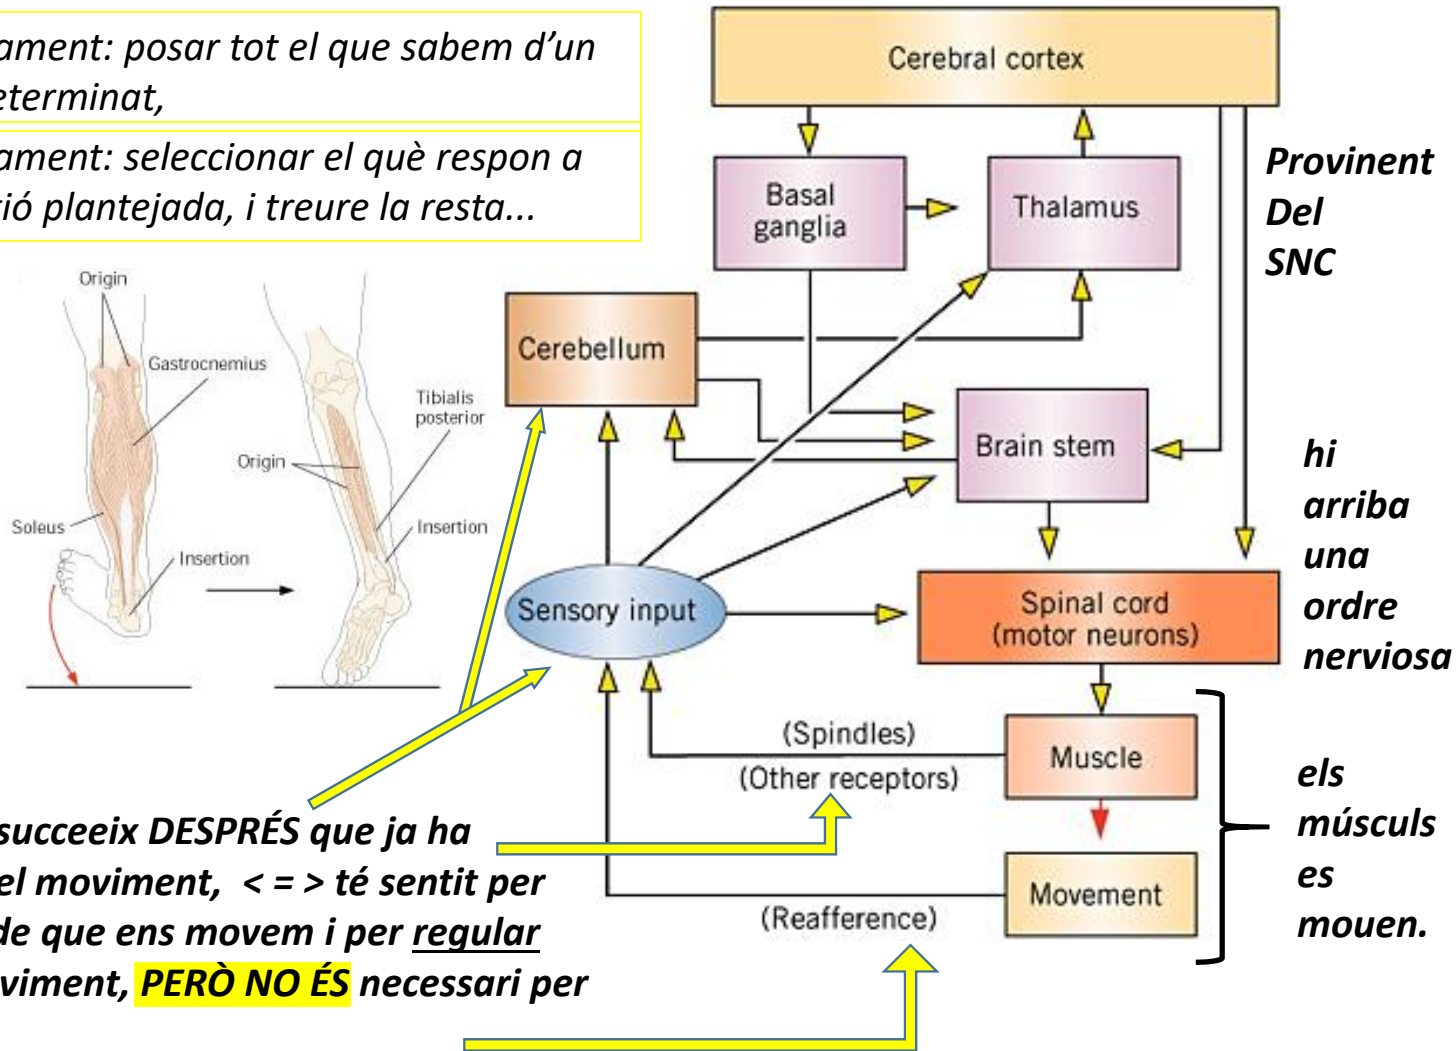 ament: posar tot el que sabem d'un
eterminat,
ament: seleccionar el què respon a
ió plantejada, i treure la resta...
Cerebral cortex
Basal
ganglia
Thalamus
Provinent
Del
SNC
Origin
Gastrocnemius
Tibialis
posterior
Origin
Soleus
Insertion
Insertion
Cerebellum
Brain stem
hi
arriba
una
ordre
nerviosa
Sensory input
Spinal cord
(motor neurons)
(Spindles)
(Other receptors)
Muscle
els
músculs
es
mouen.
succeeix DESPRÉS que ja ha
el moviment, < = > té sentit per
de que ens movem i per regular
viment, PERÒ NO ÉS necessari per
(Reafference)
Movement